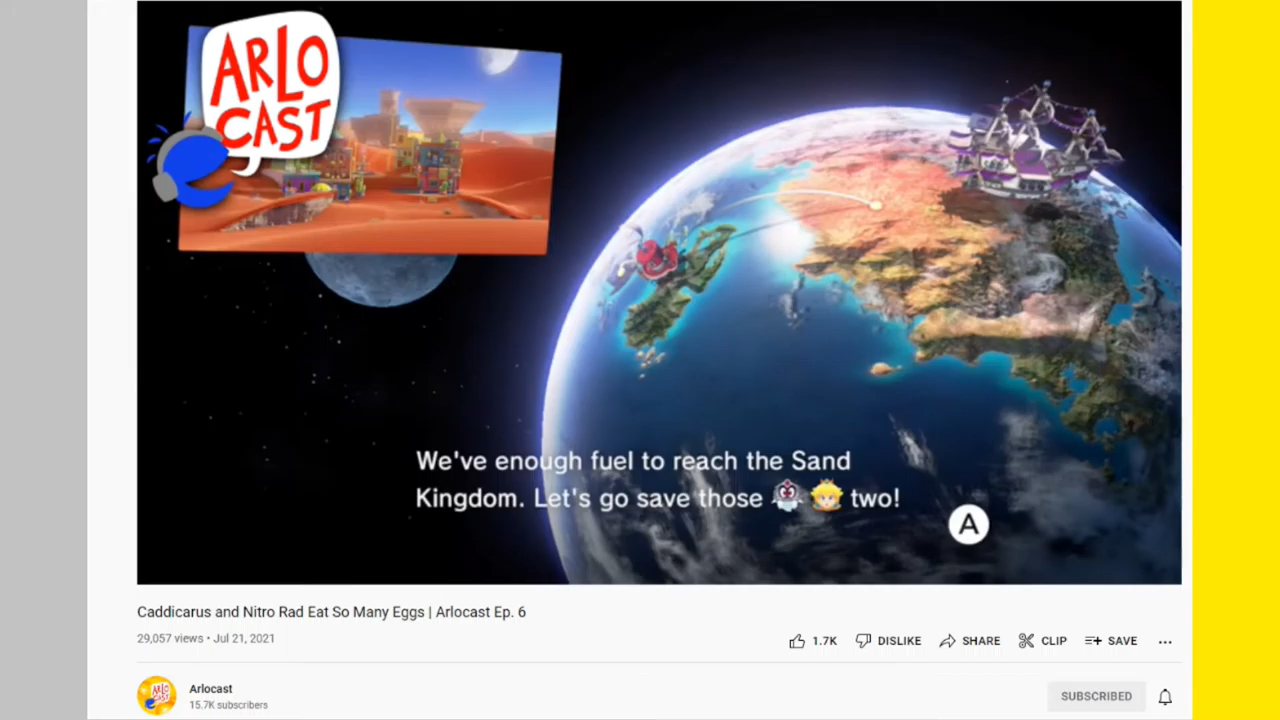 ARLO
CAST
We've enough fuel to reach the Sand
Kingdom. Let's go save those two!
A
Caddicarus and Nitro Rad Eat So Many Eggs | Arlocast Ep. 6
29,057 views • Jul 21, 2021
1.7K DISLIKE SHARE CLIP SAVE ...
ARLO
CAST
Arlocast
15.7K subscribers
SUBSCRIBED